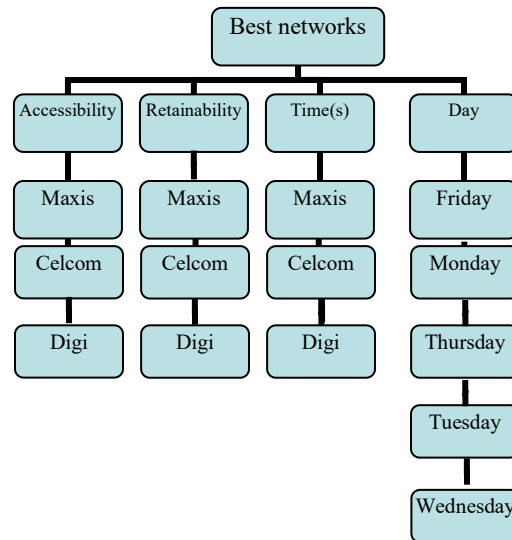 Best networks
Accessibility
Retainability
Time(s)
Day
Maxis
Maxis
Maxis
Friday
Celcom
Celcom
Celcom
Monday
Digi
Digi
Digi
Thursday
Tuesday
Wednesday